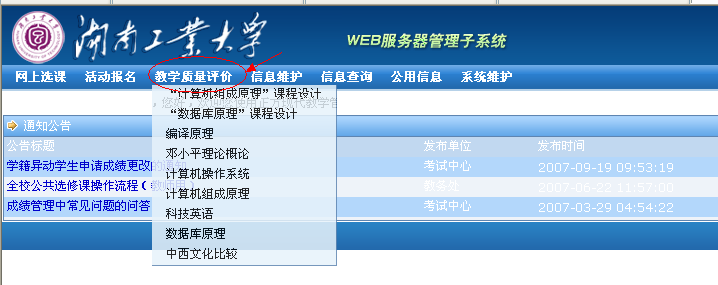 湖南工業大学
WEB服务器管理子系统
网上选课 活动报名 教学质量评价 信息维护 信息查询 公用信息 系统维护
“计算机组成原理”课程设计
“数据库原理”课程设计
编译原理
邓小平理论概论
计算机操作系统
计算机组成原理
科技英语
数据库原理
中西文化比较
通知公告
公告标题 发布单位 发布时间
学籍异动学生申请成绩更改的 考试中心 2007-09-19 09:53:19
全校公共选修课操作流程（ 教务处 2007-06-22 11:57:00
成绩管理中常见问题的问答 考试中心 2007-03-29 04:54:22